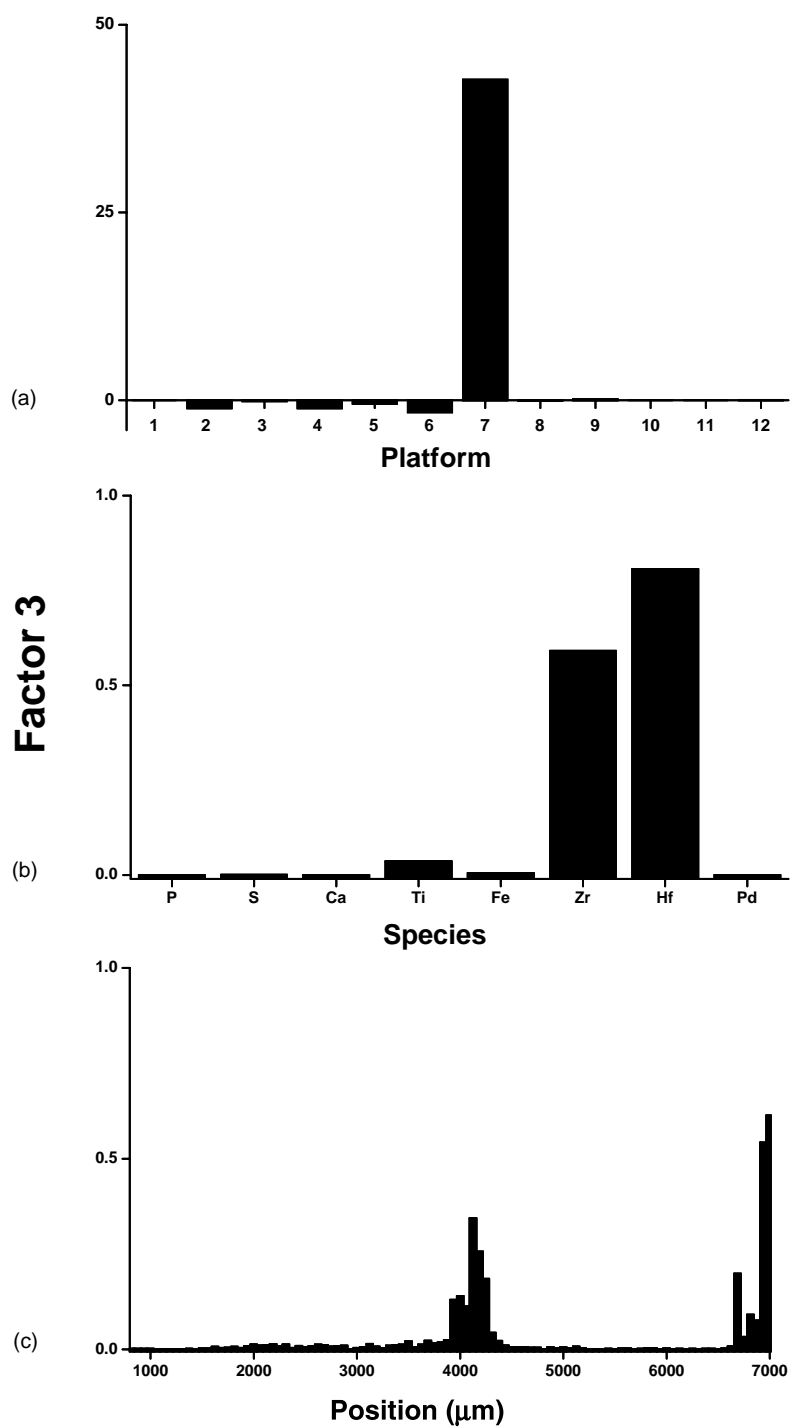 50
25
0
(a)
1 2 3 4 5 6 7 8 9 10 11 12
Platform
1.0
0.5
0.0
(b)
P S Ca Ti Fe Zr Hf Pd
Species
Factor 3
1.0
0.5
0.0
(c)
1000 2000 3000 4000 5000 6000 7000
Position (μm)